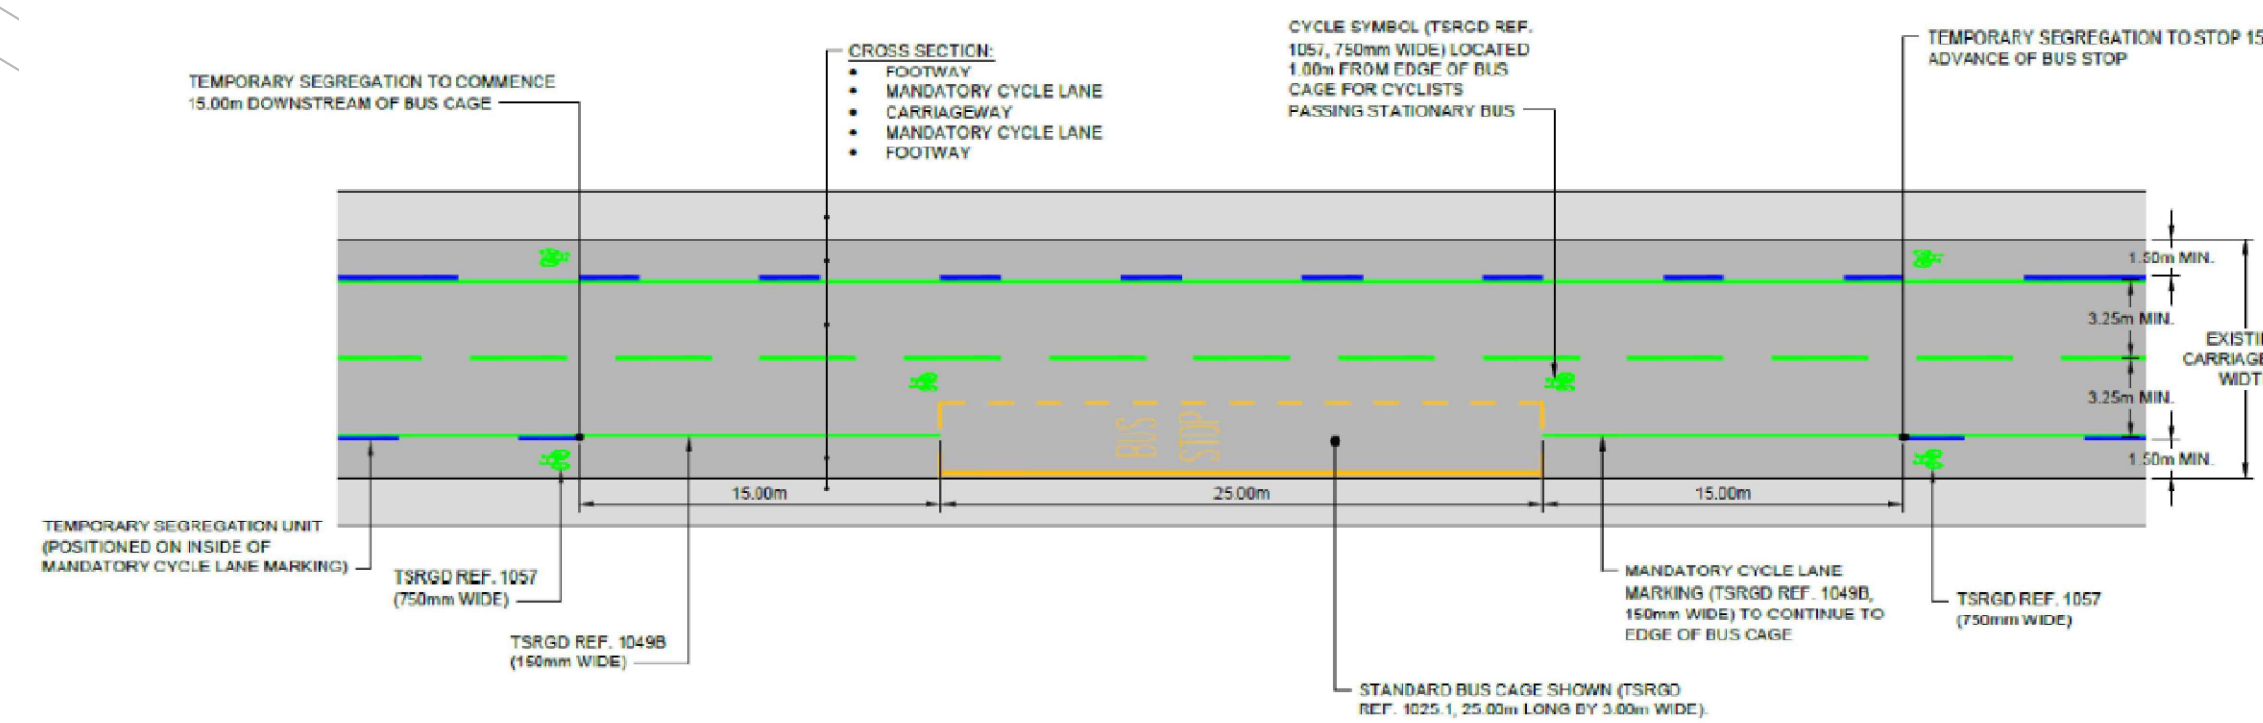 TEMPORARY SEGREGATION TO COMMENCE
15.00m DOWNSTREAM OF BUS CAGE
CROSS SECTION:
• FOOTWAY
• MANDATORY CYCLE LANE
• CARRIAGEWAY
• MANDATORY CYCLE LANE
• FOOTWAY
CYCLE SYMBOL (TSRGD REF.
1057, 750mm WIDE) LOCATED
1.00m FROM EDGE OF BUS
CAGE FOR CYCLISTS
PASSING STATIONARY BUS
TEMPORARY SEGREGATION TO STOP 15
ADVANCE OF BUS STOP
1.50m MIN.
3.25m MIN.
EXISTI
CARRIAGE
WIDT
3.25m MIN.
1.50m MIN.
BUS
STOP
15.00m
25.00m
15.00m
TEMPORARY SEGREGATION UNIT
(POSITIONED ON INSIDE OF
MANDATORY CYCLE LANE MARKING)
TSRGD REF. 1057
(750mm WIDE)
TSRGD REF. 1049B
(150mm WIDE)
MANDATORY CYCLE LANE
MARKING (TSRGD REF. 1049B,
150mm WIDE) TO CONTINUE TO
EDGE OF BUS CAGE
TSRGD REF. 1057
(750mm WIDE)
STANDARD BUS CAGE SHOWN (TSRGD
REF. 1025.1, 25.00m LONG BY 3.00m WIDE).